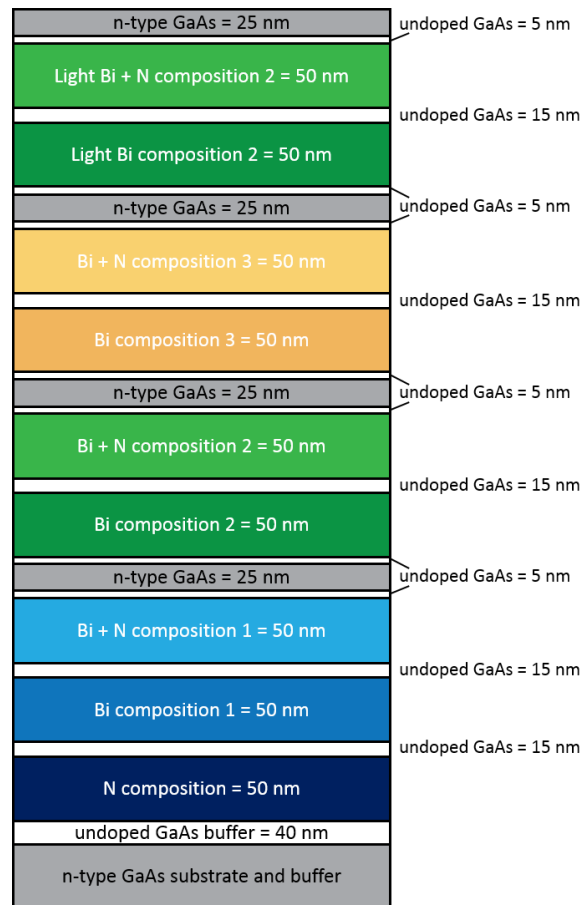 n-type GaAs = 25 nm
undoped GaAs = 5 nm
Light Bi + N composition 2 = 50 nm
undoped GaAs = 15 nm
Light Bi composition 2 = 50 nm
n-type GaAs = 25 nm
undoped GaAs = 5 nm
Bi + N composition 3 = 50 nm
undoped GaAs = 15 nm
Bi composition 3 = 50 nm
n-type GaAs = 25 nm
undoped GaAs = 5 nm
Bi + N composition 2 = 50 nm
undoped GaAs = 15 nm
Bi composition 2 = 50 nm
n-type GaAs = 25 nm
undoped GaAs = 5 nm
Bi + N composition 1 = 50 nm
undoped GaAs = 15 nm
Bi composition 1 = 50 nm
undoped GaAs = 15 nm
N composition = 50 nm
undoped GaAs buffer = 40 nm
n-type GaAs substrate and buffer